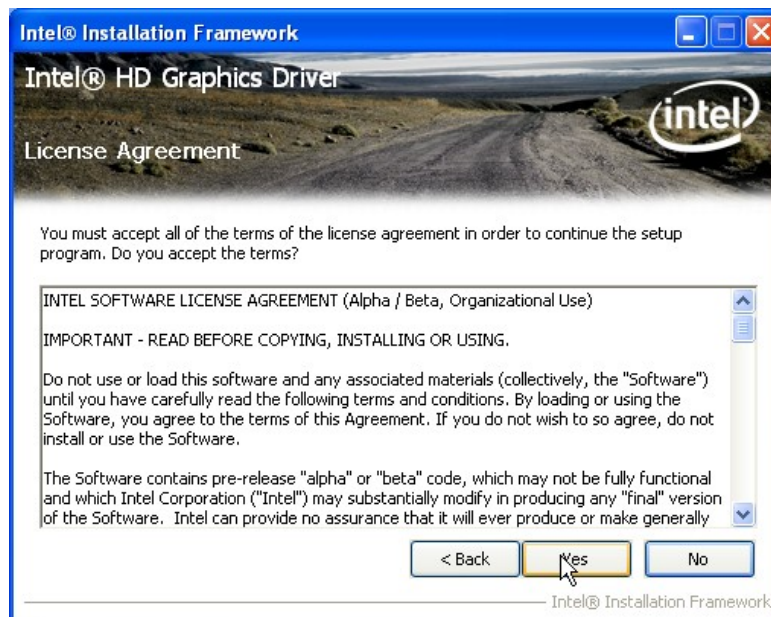 Intel® Installation Framework
Intel® HD Graphics Driver
intel
License Agreement
You must accept all of the terms of the license agreement in order to continue the setup
program. Do you accept the terms?
INTEL SOFTWARE LICENSE AGREEMENT (Alpha / Beta, Organizational Use)
IMPORTANT - READ BEFORE COPYING, INSTALLING OR USING.
Do not use or load this software and any associated materials (collectively, the "Software")
until you have carefully read the following terms and conditions. By loading or using the
Software, you agree to the terms of this Agreement. If you do not wish to so agree, do not
install or use the Software.
The Software contains pre-release "alpha" or "beta" code, which may not be fully functional
and which Intel Corporation ("Intel") may substantially modify in producing any "final" version
of the Software.  Intel can provide no assurance that it will ever produce or make generally
< Back Yes No
Intel® Installation Framework